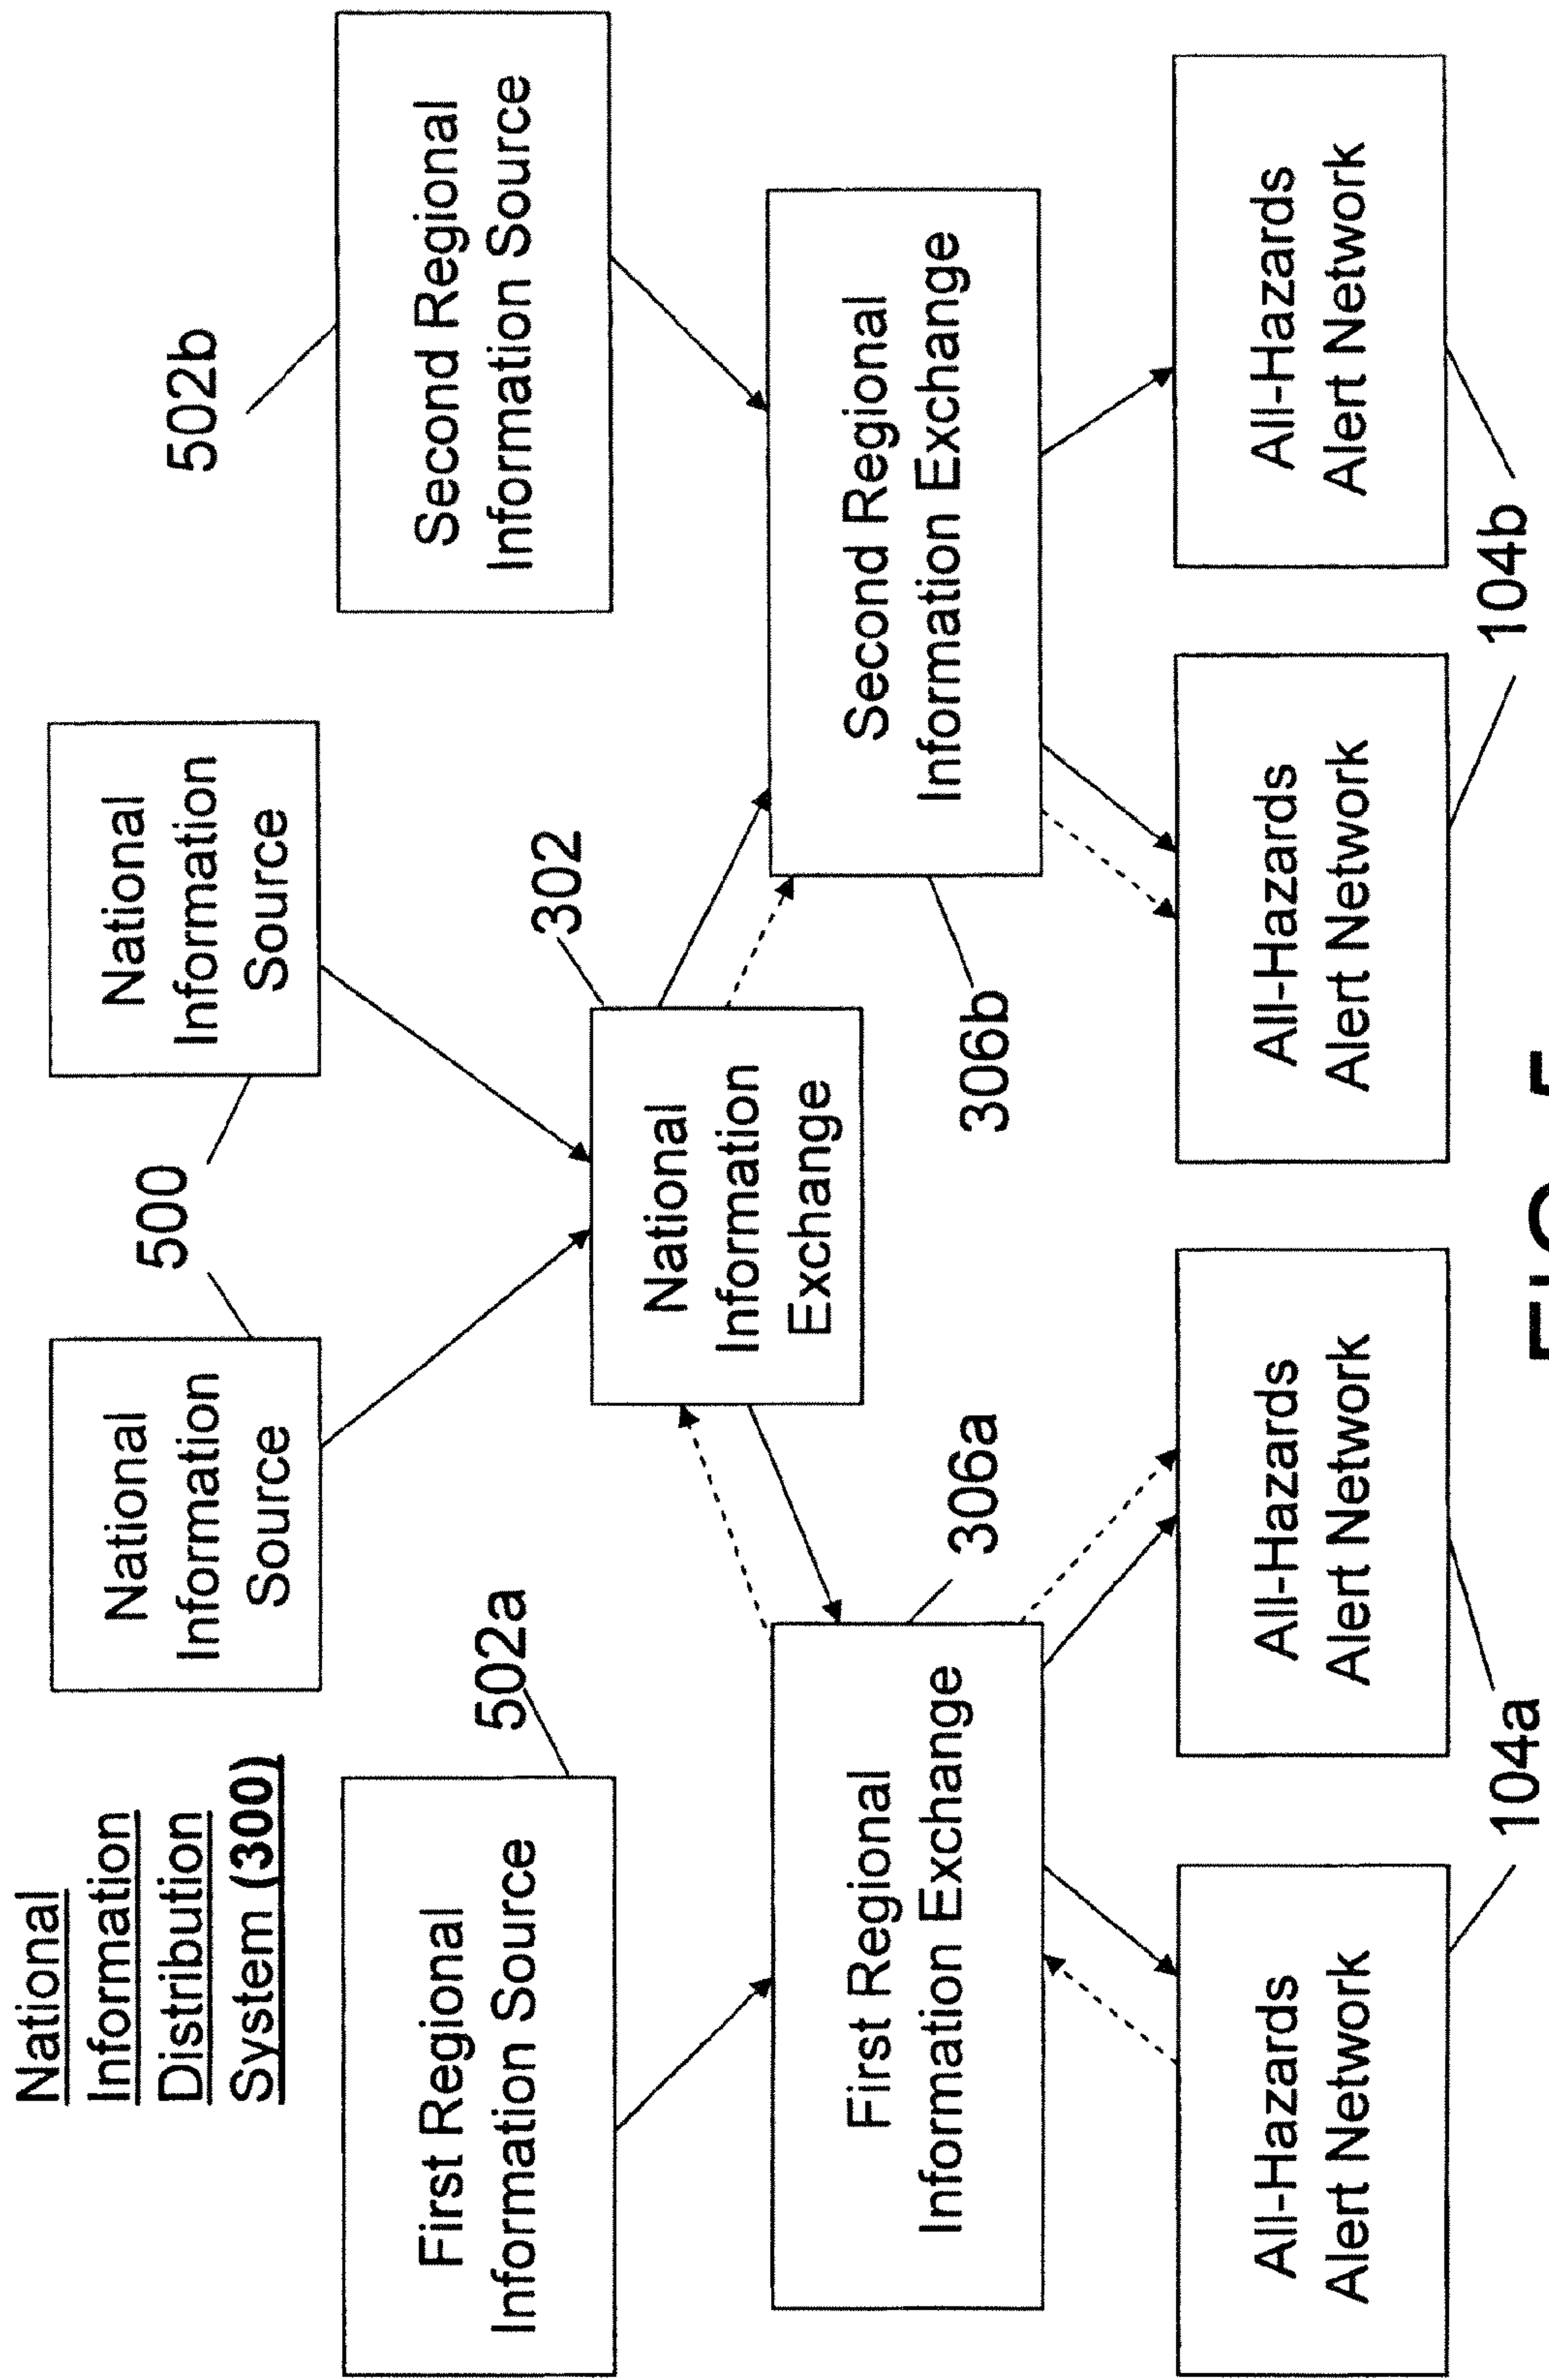 National
Information
Distribution
System (300)
500
National
Information
Source
National
Information
Source
502b
502a
First Regional
Information Source
Second Regional
Information Source
302
National
Information
Exchange
306a
306b
First Regional
Information Exchange
Second Regional
Information Exchange
All-Hazards
Alert Network
All-Hazards
Alert Network
All-Hazards
Alert Network
All-Hazards
Alert Network
104a
104b